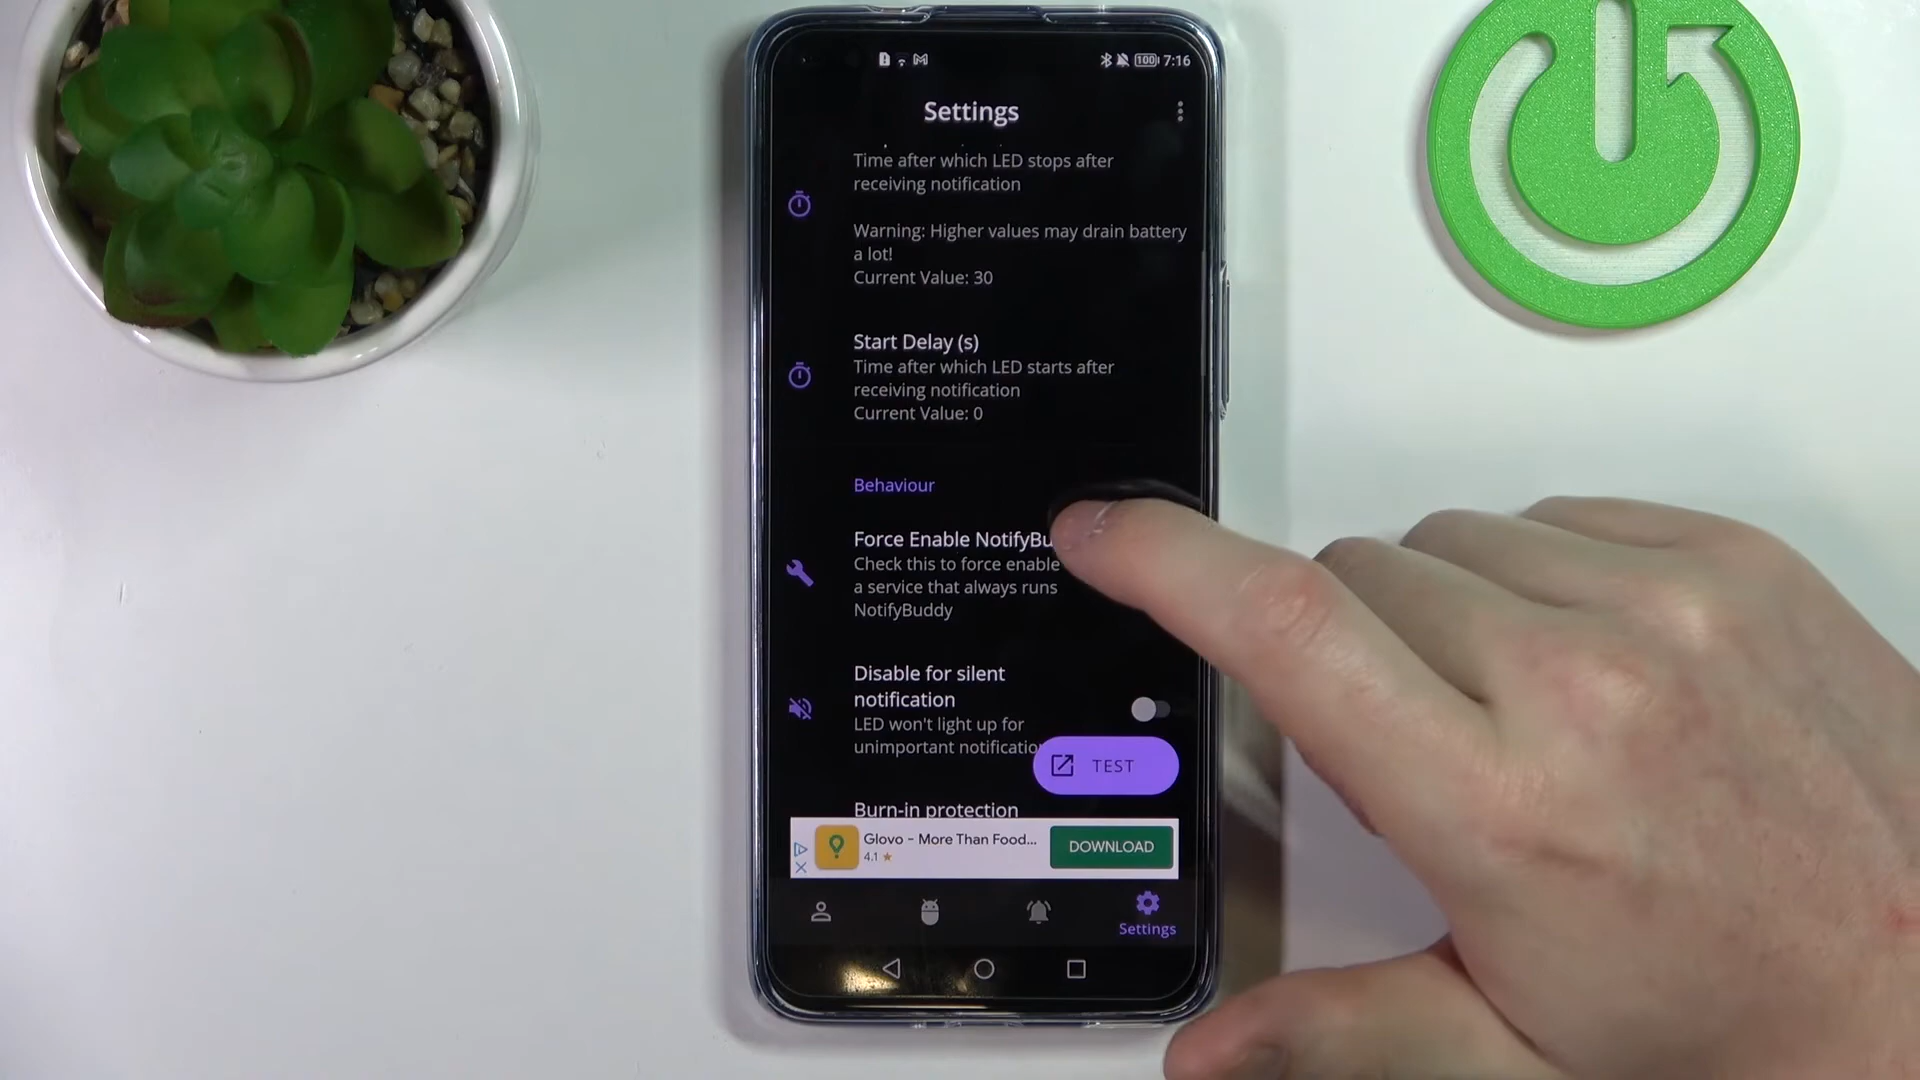 100 7:16
Settings
Time after which LED stops after
receiving notification
Warning: Higher values may drain battery
a lot!
Current Value: 30
Start Delay (s)
Time after which LED starts after
receiving notification
Current Value: 0
Behaviour
Force Enable NotifyBu
Check this to force enable
a service that always runs
NotifyBuddy
Disable for silent
notification
LED won't light up for
unimportant notificatio
TEST
Burn-in protection
Glovo - More Than Food...
4.1 ★
DOWNLOAD
Settings